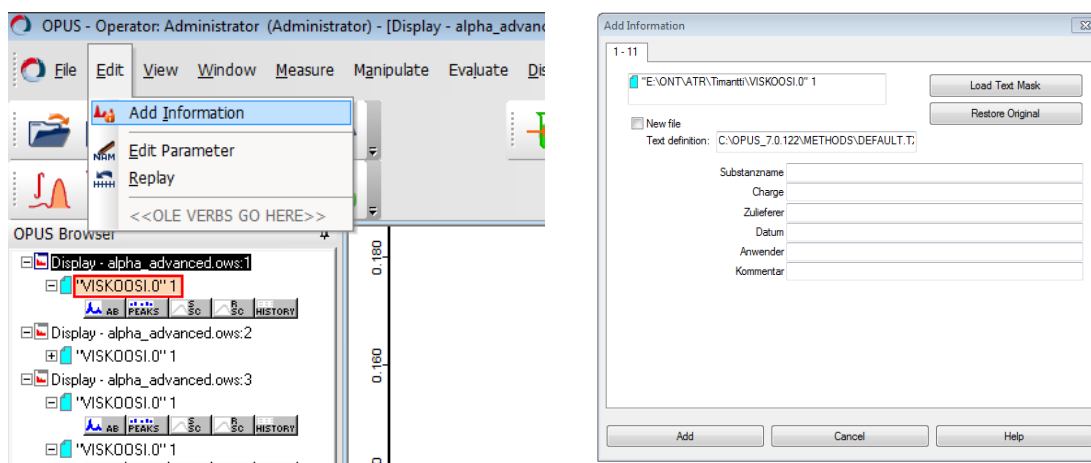 OPUS - Operator: Administrator (Administrator) - [Display - alpha_advanc
File Edit View Window Measure Manipulate Evaluate Dis
Add Information
Edit Parameter
Replay
<<OLE VERBS GO HERE>>
NAM
OPUS Browser
Display - alpha_advanced.ows:1
"VISKOOSI.0" 1
AB PEAKS S SC R SC HISTORY
Display - alpha_advanced.ows:2
"VISKOOSI.0" 1
Display - alpha_advanced.ows:3
"VISKOOSI.0" 1
AB PEAKS S SC R SC HISTORY
"VISKOOSI.0" 1
0.180
0.160
Add Information
1 - 11
"E:\ONT\ATR\Timantti\VISKOOSI.0" 1
Load Text Mask
Restore Original
New file
Text definition: C:\OPUS_7.0.122\METHODS\DEFAULT.T
Substanzname
Charge
Zulieferer
Datum
Anwender
Kommentar
Add Cancel Help